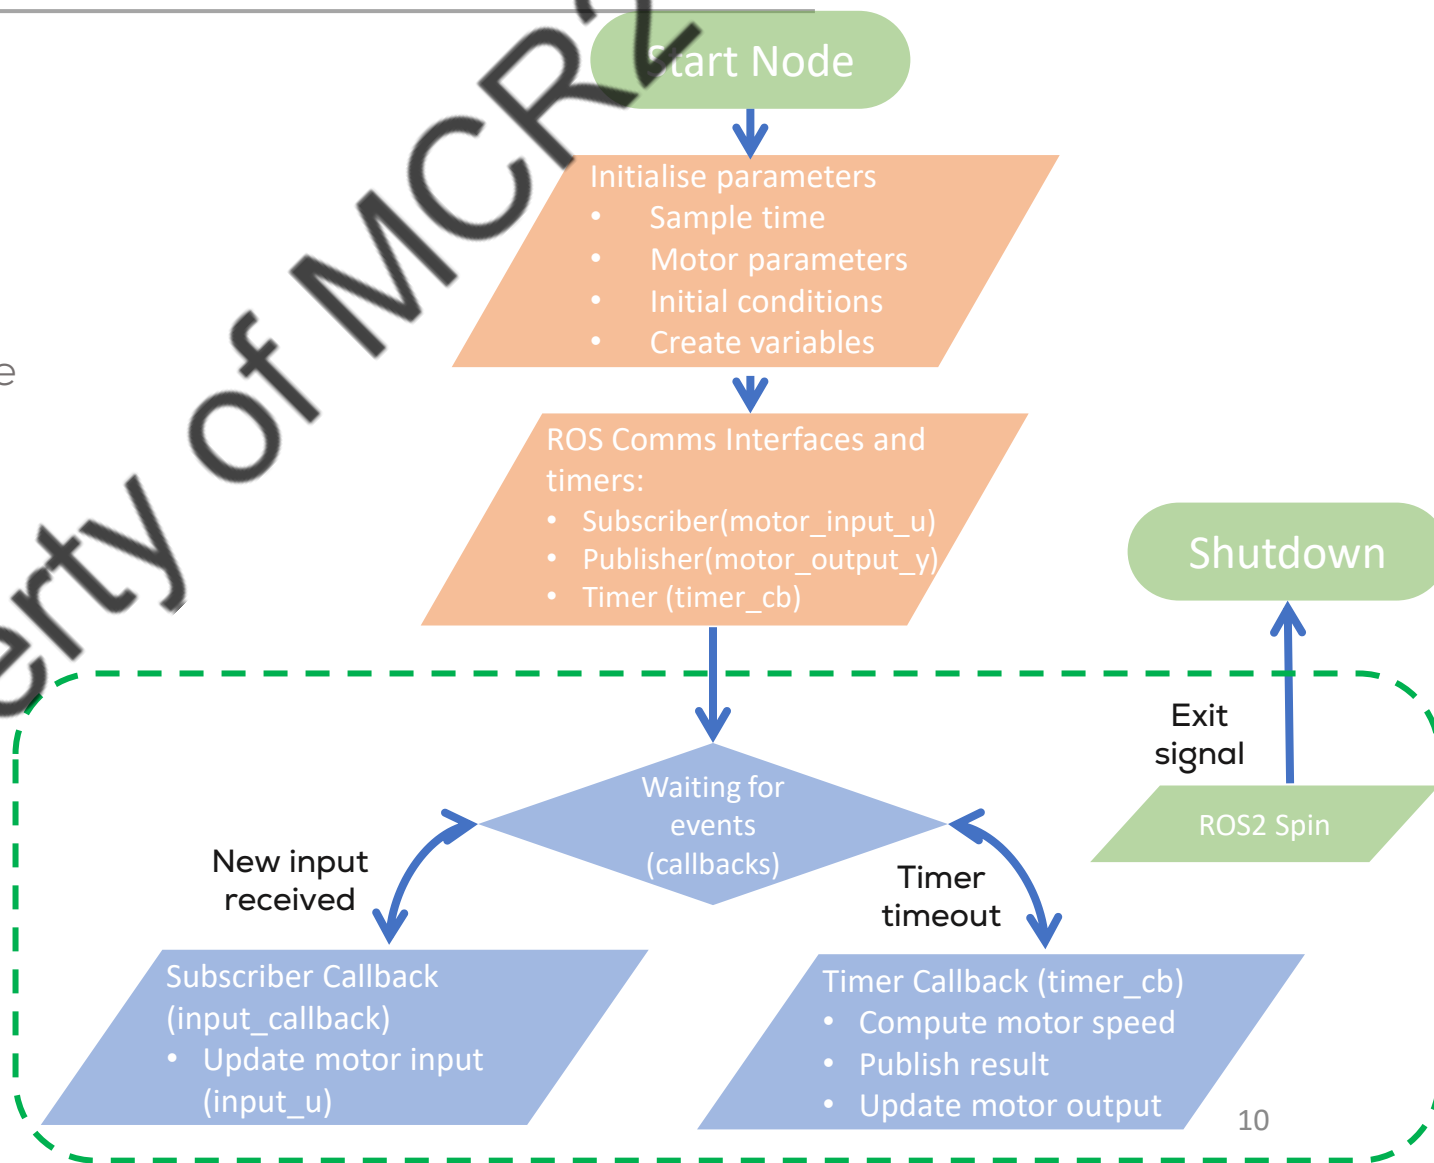 Start Node
Initialise parameters
• Sample time
• Motor parameters
• Initial conditions
• Create variables
ROS Comms Interfaces and
timers:
• Subscriber(motor_input_u)
• Publisher(motor_output_y)
• Timer (timer_cb)
Shutdown
Exit
signal
ROS2 Spin
Waiting for
events
(callbacks)
New input
received
Timer
timeout
Subscriber Callback
(input_callback)
• Update motor input
(input_u)
Timer Callback (timer_cb)
• Compute motor speed
• Publish result
• Update motor output
10
erty of MCR2
e